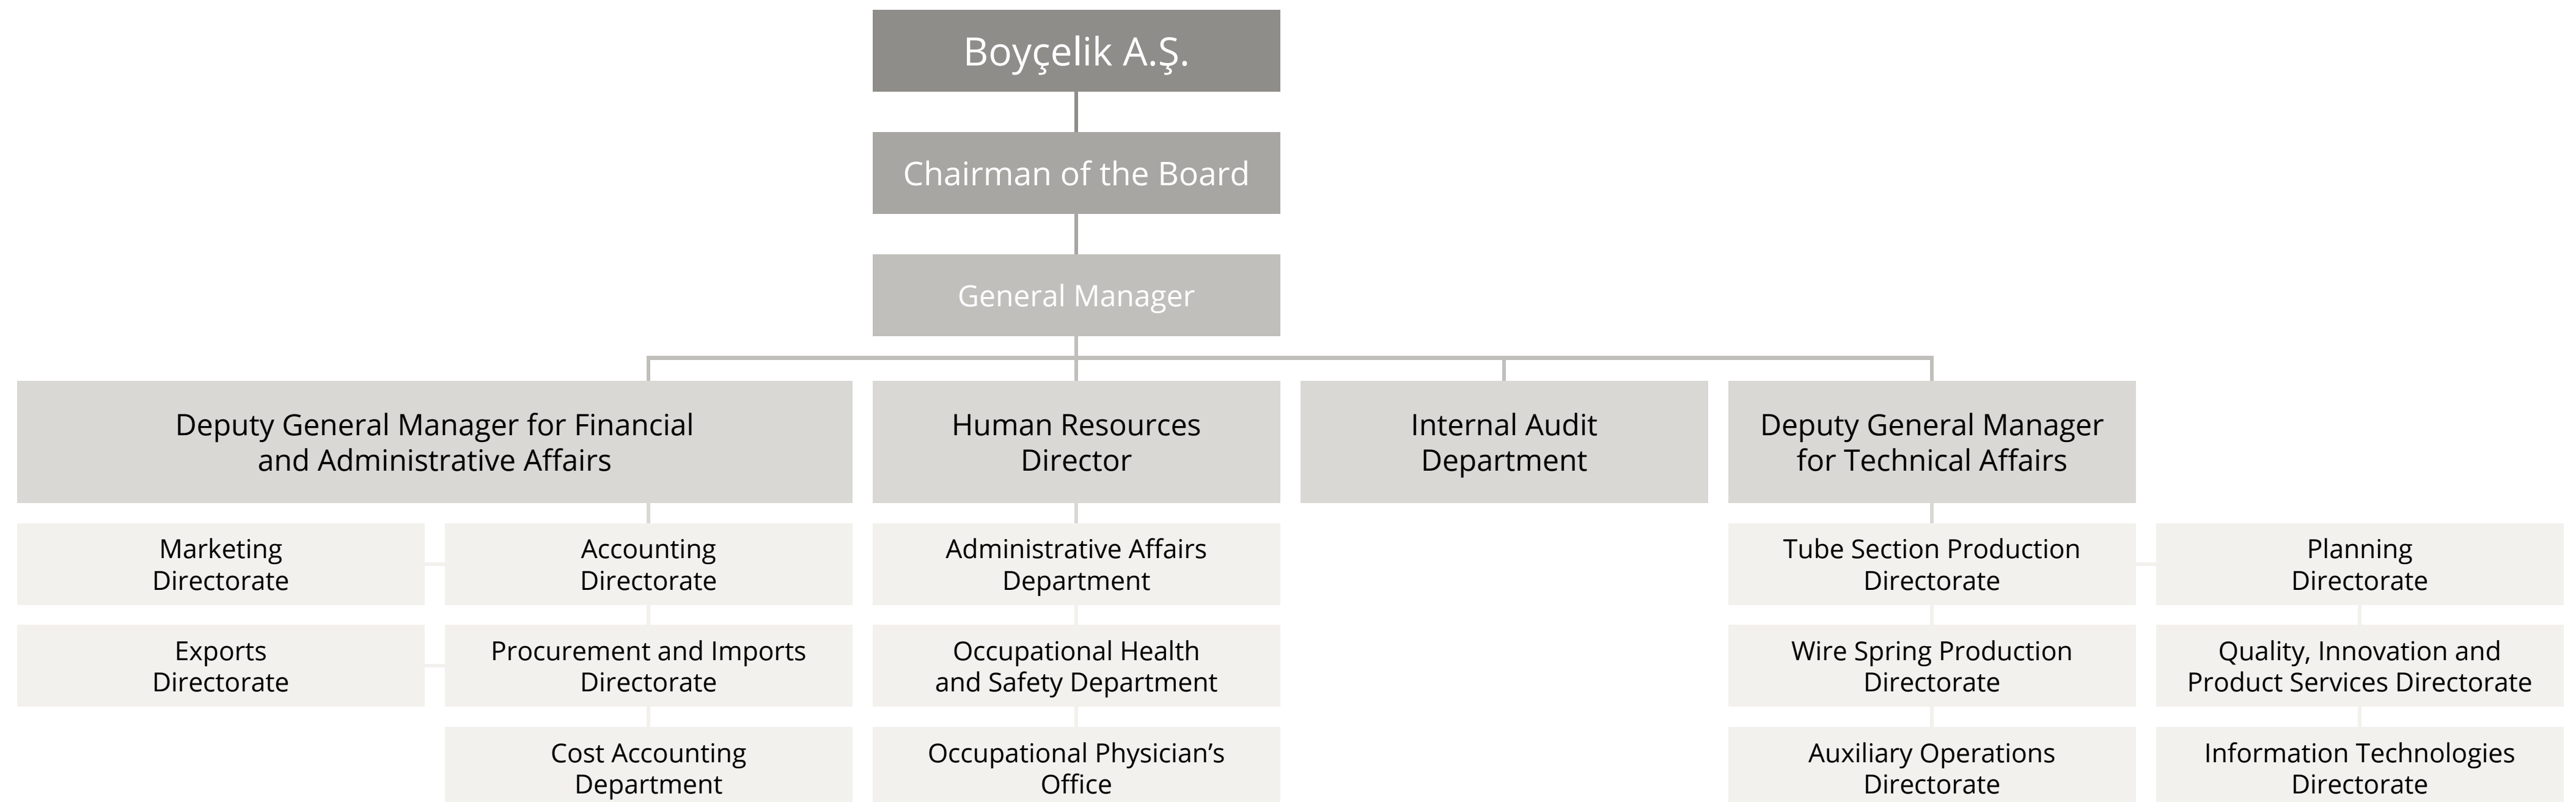 Boyçelik A.Ş.
Chairman of the Board
General Manager
Deputy General Manager for Financial
and Administrative Affairs
Human Resources
Director
Internal Audit
Department
Deputy General Manager
for Technical Affairs
Marketing
Directorate
Accounting
Directorate
Administrative Affairs
Department
Tube Section Production
Directorate
Planning
Directorate
Exports
Directorate
Procurement and Imports
Directorate
Occupational Health
and Safety Department
Wire Spring Production
Directorate
Quality, Innovation and
Product Services Directorate
Cost Accounting
Department
Occupational Physician’s
Office
Auxiliary Operations
Directorate
Information Technologies
Directorate